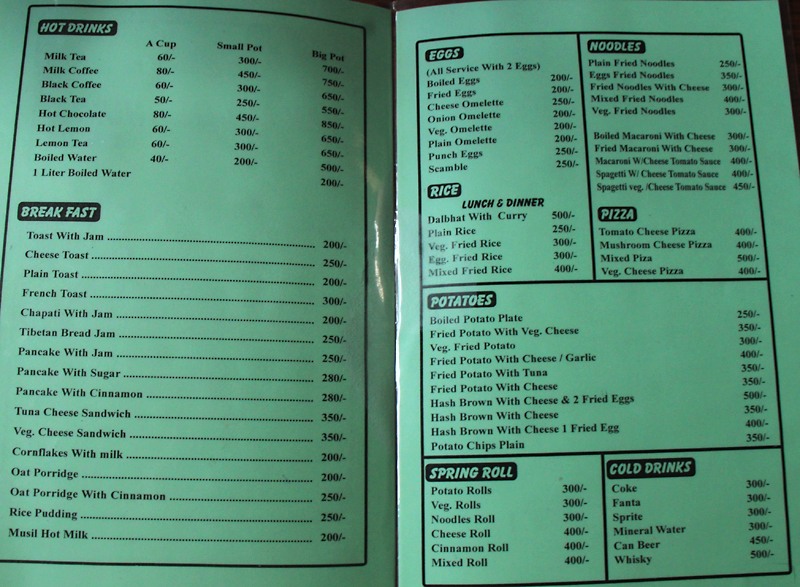 HOT DRINKS
A Cup Small Pot Big Pot
Milk Tea 60/- 300/- 700/-
Milk Coffee 80/- 450/- 750/-
Black Coffee 60/- 300/- 650/-
Black Tea 50/- 250/- 550/-
Hot Chocolate 80/- 450/- 850/-
Hot Lemon 60/- 300/- 650/-
Lemon Tea 60/- 300/- 650/-
Boiled Water 40/- 200/- 500/-
1 Liter Boiled Water 200/-
BREAK FAST
Toast With Jam 200/-
Cheese Toast 250/-
Plain Toast 200/-
French Toast 300/-
Chapati With Jam 200/-
Tibetan Bread Jam 250/-
Pancake With Jam 250/-
Pancake With Sugar 280/-
Pancake With Cinnamon 280/-
Tuna Cheese Sandwich 350/-
Veg. Cheese Sandwich 350/-
Cornflakes With milk 200/-
Oat Porridge 200/-
Oat Porridge With Cinnamon 250/-
Rice Pudding 250/-
Musil Hot Milk 200/-
EGGS
(All Service With 2 Eggs)
Boiled Eggs 200/-
Fried Eggs 200/-
Cheese Omelette 250/-
Onion Omelette 200/-
Veg. Omelette 200/-
Plain Omelette 200/-
Punch Eggs 250/-
Scamble 250/-
RICE
LUNCH & DINNER
Dalbhat With Curry 500/-
Plain Rice 250/-
Veg. Fried Rice 300/-
Egg. Fried Rice 300/-
Mixed Fried Rice 400/-
NOODLES
Plain Fried Noodles 250/-
Eggs Fried Noodles 350/-
Fried Noodles With Cheese 300/-
Mixed Fried Noodles 400/-
Veg. Fried Noodles 300/-
Boiled Macaroni With Cheese 300/-
Fried Macaroni With Cheese 300/-
Macaroni W/Cheese Tomato Sauce 400/-
Spagetti W/ Cheese Tomato Sauce 400/-
Spagetti veg. /Cheese Tomato Sauce 450/-
PIZZA
Tomato Cheese Pizza 400/-
Mushroom Cheese Pizza 400/-
Mixed Piza 500/-
Veg. Cheese Pizza 400/-
POTATOES
Boiled Potato Plate 250/-
Fried Potato With Veg. Cheese 350/-
Veg. Fried Potato 300/-
Fried Potato With Cheese / Garlic 400/-
Fried Potato With Tuna 350/-
Fried Potato With Cheese 350/-
Hash Brown With Cheese & 2 Fried Eggs 500/-
Hash Brown With Cheese 350/-
Hash Brown With Cheese 1 Fried Egg 400/-
Potato Chips Plain 350/-
SPRING ROLL
Potato Rolls 300/-
Veg. Rolls 300/-
Noodles Roll 300/-
Cheese Roll 400/-
Cinnamon Roll 400/-
Mixed Roll 400/-
COLD DRINKS
Coke 300/-
Fanta 300/-
Sprite 300/-
Mineral Water 300/-
Can Beer 450/-
Whisky 500/-